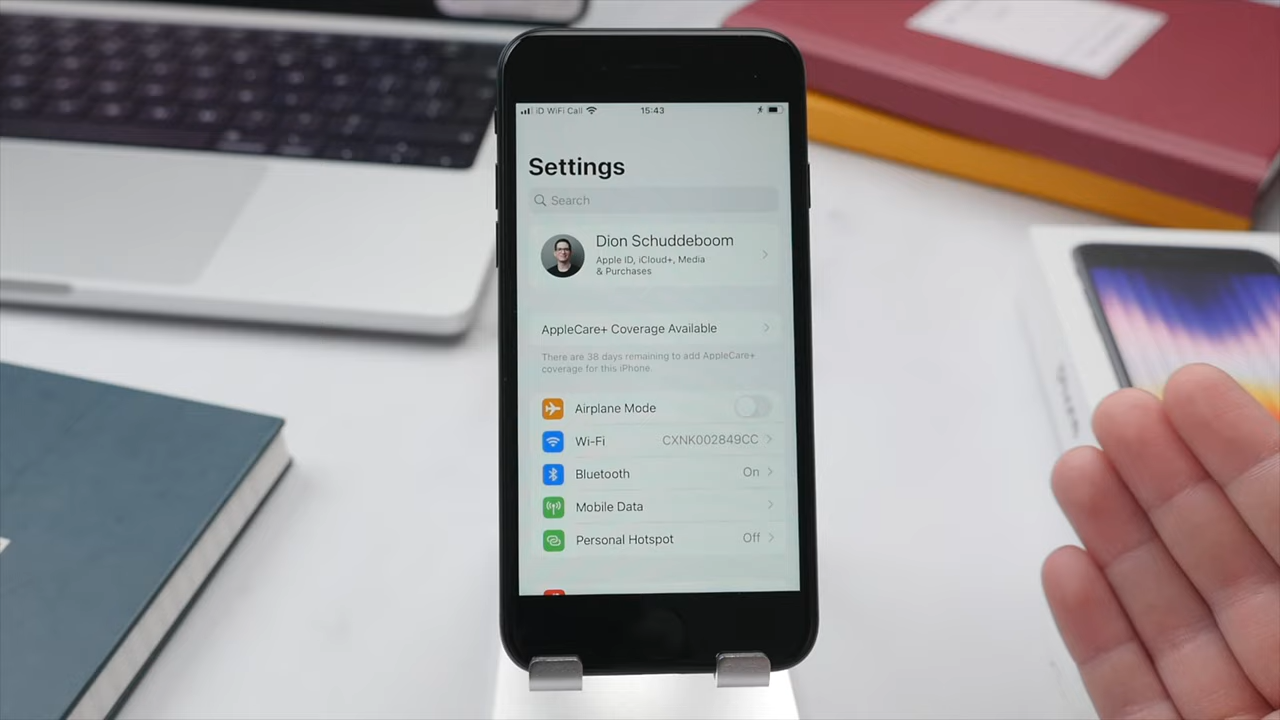 iD WiFi Call 15:43
Settings
Search
Dion Schuddeboom
Apple ID, iCloud+, Media
& Purchases
AppleCare+ Coverage Available
There are 38 days remaining to add AppleCare+
coverage for this iPhone.
Airplane Mode
Wi-Fi CXNK002849CC
Bluetooth On
Mobile Data
Personal Hotspot Off